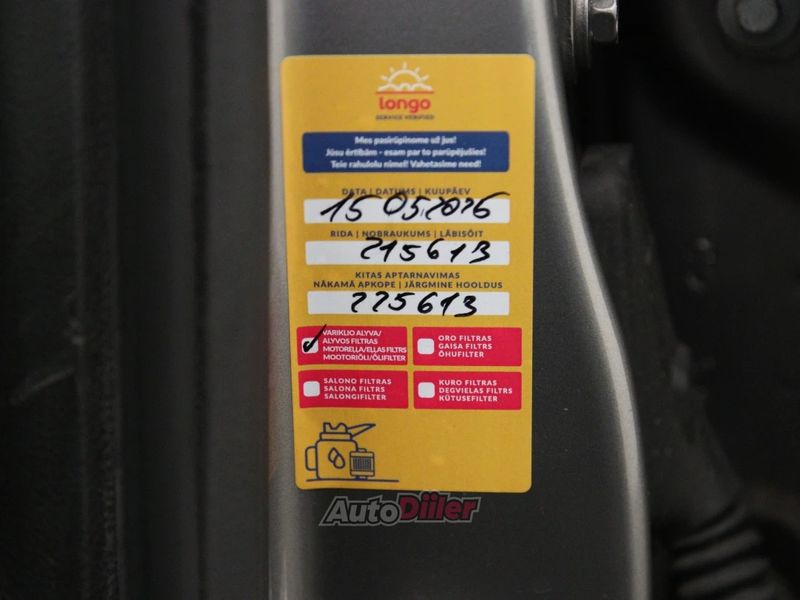 longo
SERVICE VERIFIED
Mes pasirūpinome už jus!
Jūsu ērtībām - esam par to parūpējušies!
Teie rahulolu nimel! Vahetasime need!
DATA | DATUMS | KUUPÄEV
15 05.2026
RIDA | NOBRAUKUMS | LÄBISÕIT
215613
KITAS APTARNAVIMAS
NĀKAMĀ APKOPE | JÄRGMINE HOOLDUS
225613
VARIKLIO ALYVA/
ALYVOS FILTRAS
MOTOREĻĻA/EĻĻAS FILTRS
MOOTORIÕLI/ÕLIFILTER
ORO FILTRAS
GAISA FILTRS
ÕHUFILTER
SALONO FILTRAS
SALONA FILTRS
SALONGIFILTER
KURO FILTRAS
DEGVIELAS FILTRS
KÜTUSEFILTER
AutoDiiler